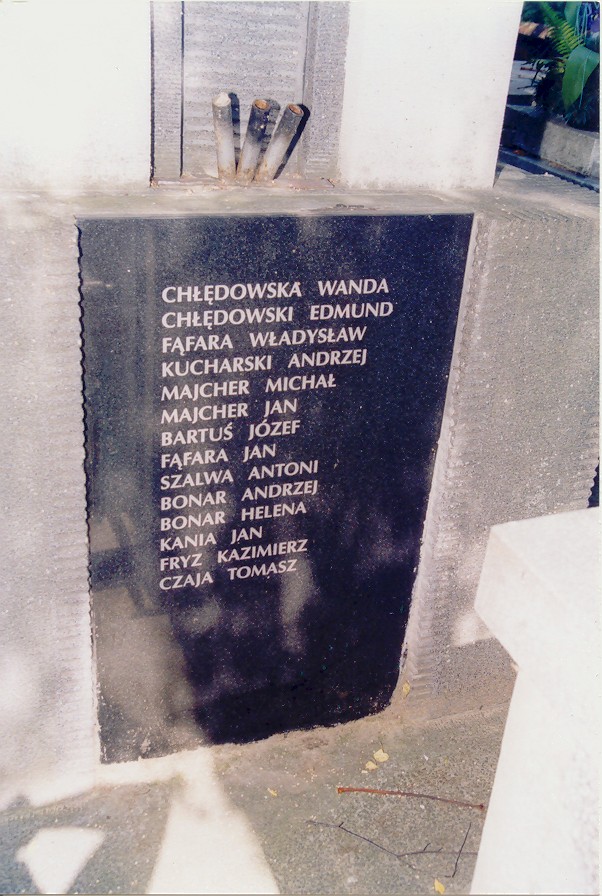 CHŁĘDOWSKA WANDA
CHŁĘDOWSKI EDMUND
FĄFARA WŁADYSŁAW
KUCHARSKI ANDRZEJ
MAJCHER MICHAŁ
MAJCHER JAN
BARTUŚ JÓZEF
FĄFARA JAN
SZALWA ANTONI
BONAR ANDRZEJ
BONAR HELENA
KANIA JAN
FRYZ KAZIMIERZ
CZAJA TOMASZ